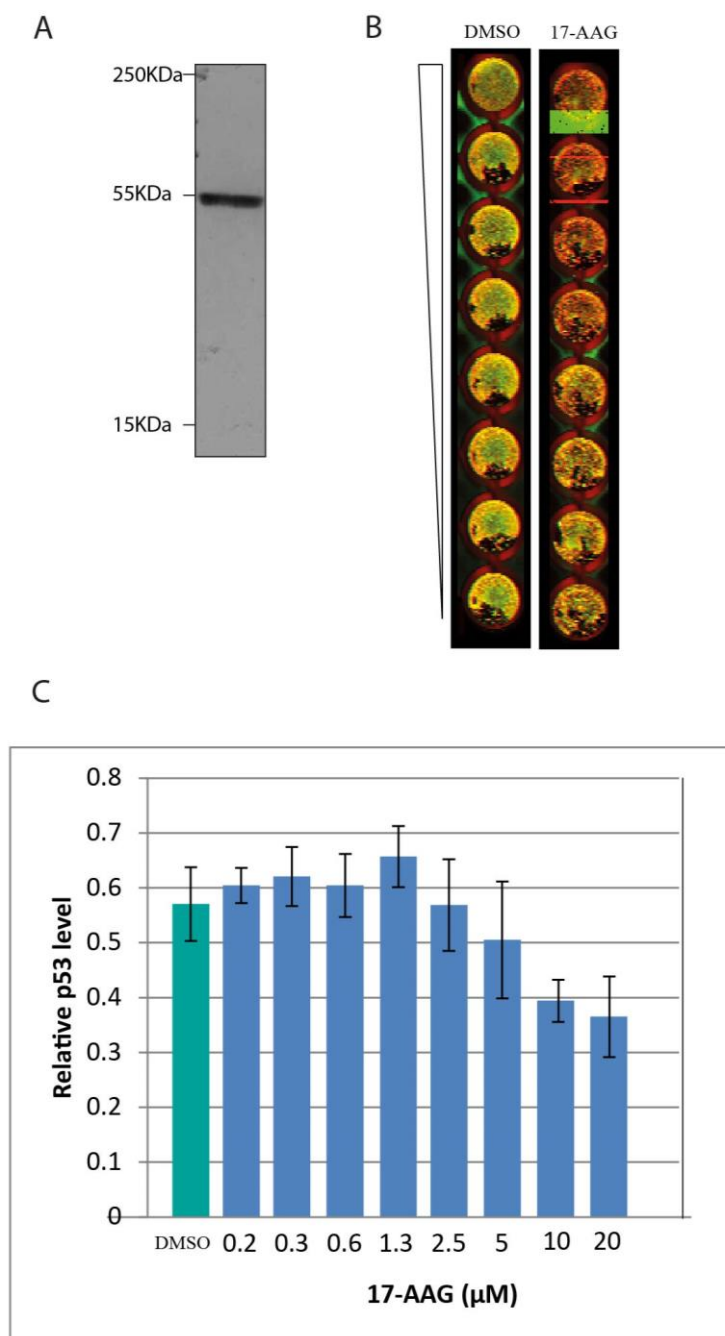 A
250KDa
55KDa
15KDa
B
DMSO 17-AAG
C
0.8
0.7
0.6
0.5
0.4
0.3
0.2
0.1
0
Relative p53 level
DMSO 0.2 0.3 0.6 1.3 2.5 5 10 20
17-AAG (µM)